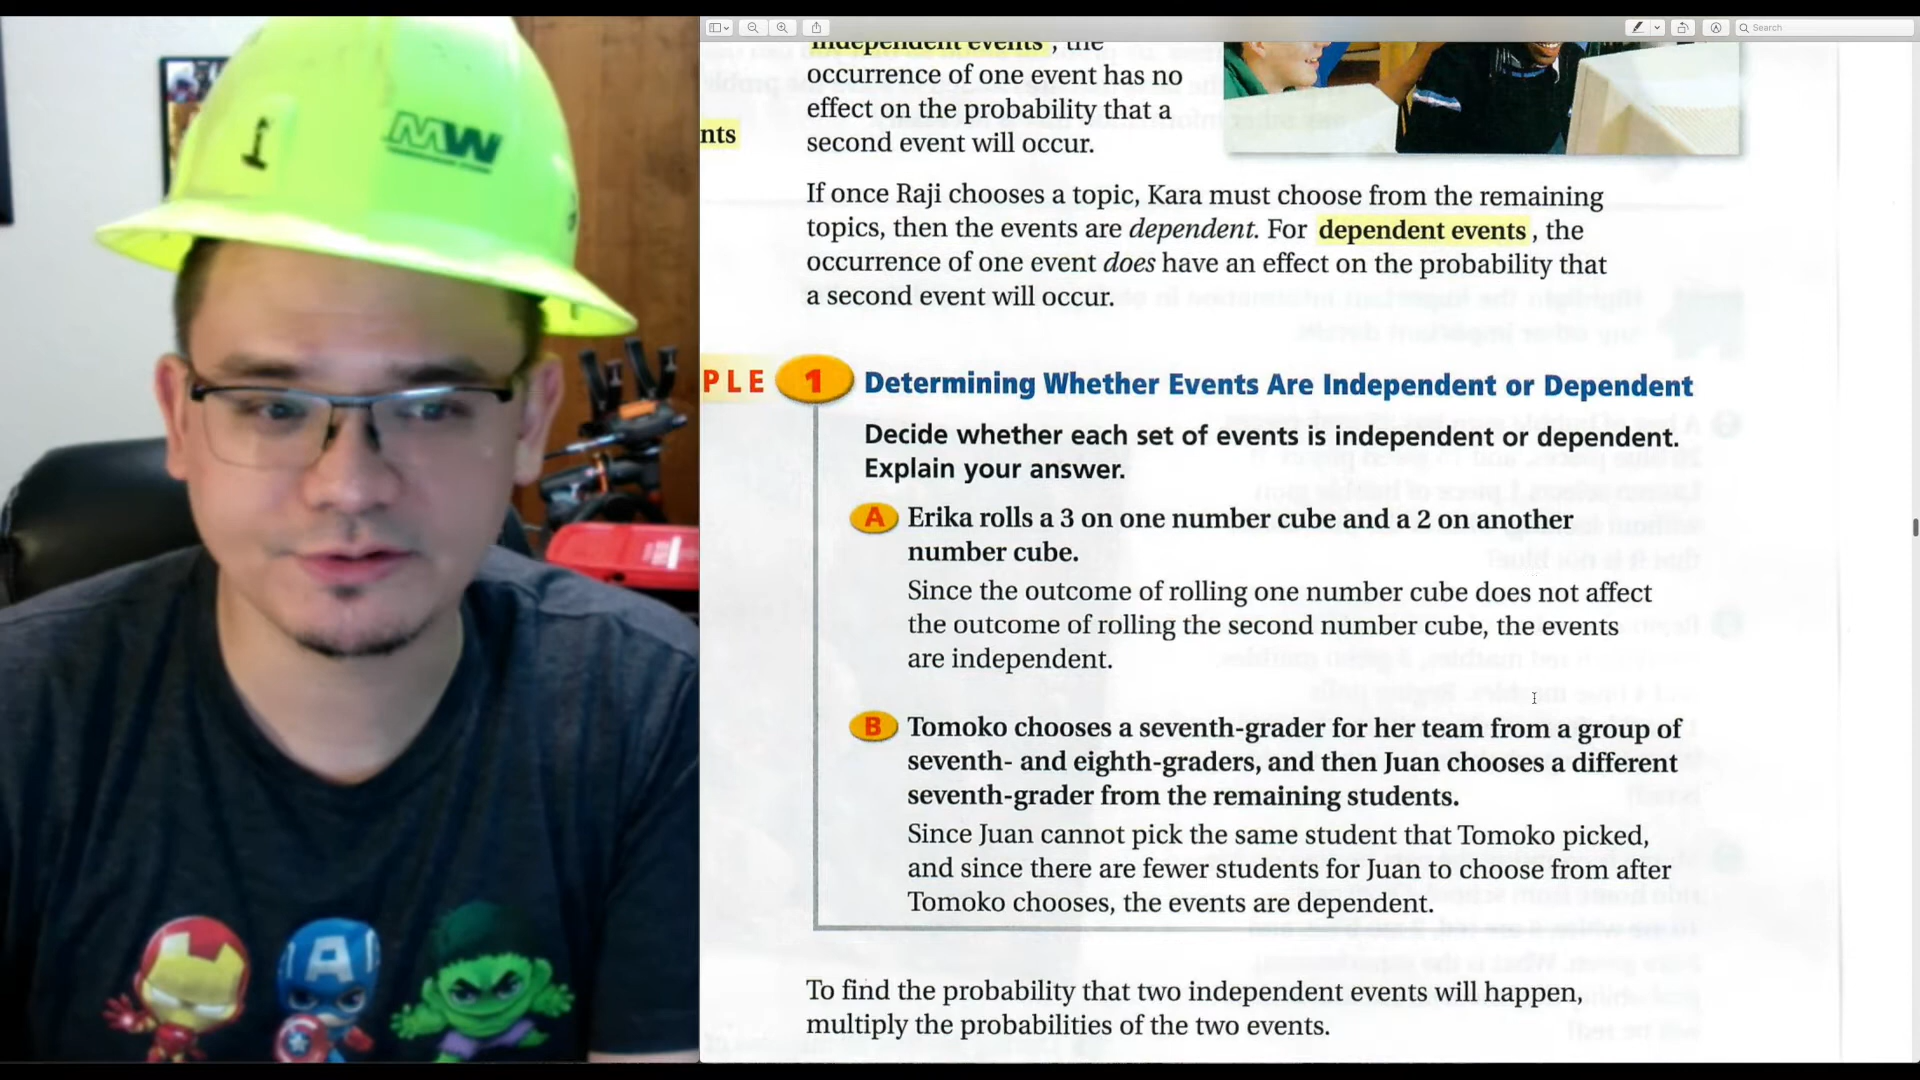 MW
Search
independent events, the
occurrence of one event has no
effect on the probability that a
second event will occur.
nts
If once Raji chooses a topic, Kara must choose from the remaining
topics, then the events are dependent. For dependent events, the
occurrence of one event does have an effect on the probability that
a second event will occur.
PLE 1 Determining Whether Events Are Independent or Dependent
Decide whether each set of events is independent or dependent.
Explain your answer.
A Erika rolls a 3 on one number cube and a 2 on another
number cube.
Since the outcome of rolling one number cube does not affect
the outcome of rolling the second number cube, the events
are independent.
B Tomoko chooses a seventh-grader for her team from a group of
seventh- and eighth-graders, and then Juan chooses a different
seventh-grader from the remaining students.
Since Juan cannot pick the same student that Tomoko picked,
and since there are fewer students for Juan to choose from after
Tomoko chooses, the events are dependent.
To find the probability that two independent events will happen,
multiply the probabilities of the two events.
A